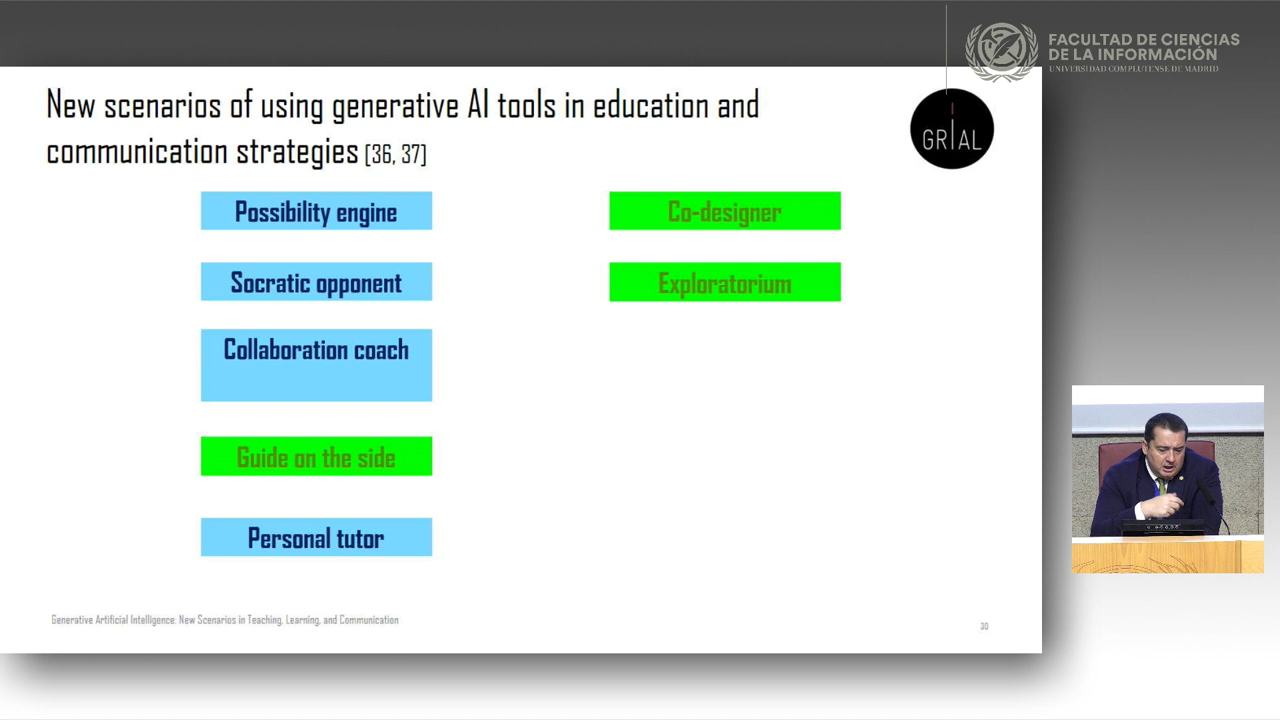 FACULTAD DE CIENCIAS
DE LA INFORMACIÓN
UNIVERSIDAD COMPLUTENSE DE MADRID
New scenarios of using generative AI tools in education and
communication strategies [36, 37]
GRIAL
Possibility engine
Co-designer
Socratic opponent
Exploratorium
Collaboration coach
Guide on the side
Personal tutor
Generative Artificial Intelligence: New Scenarios in Teaching, Learning, and Communication
30